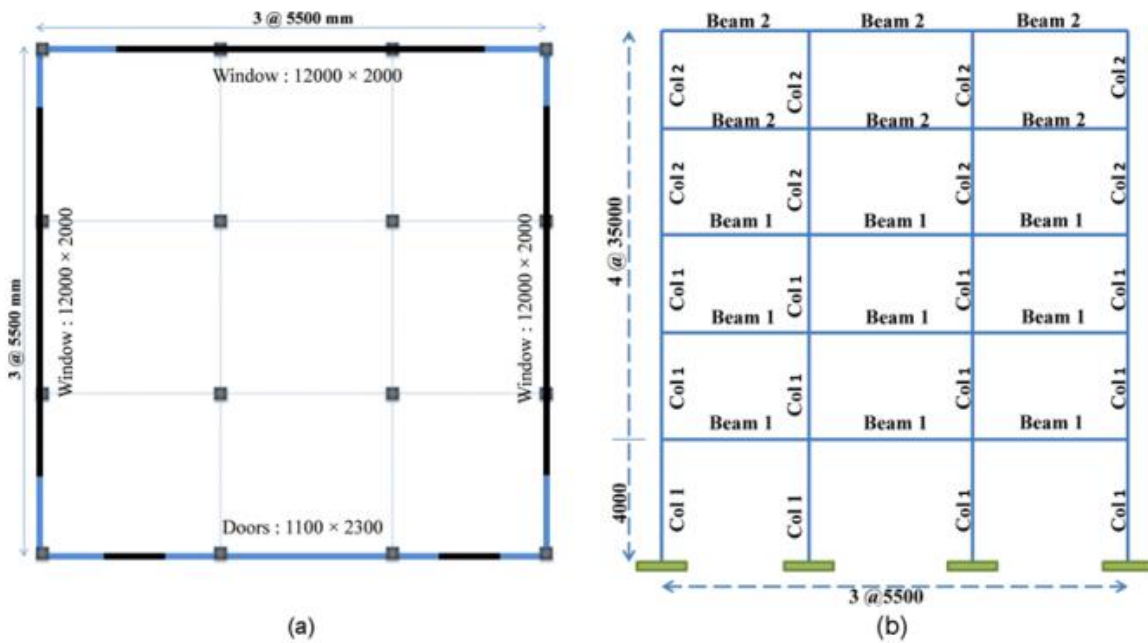 3 @ 5500 mm
Window : 12000 × 2000
3 @ 5500 mm
Window : 12000 × 2000
Window : 12000 × 2000
Doors : 1100 × 2300
(a)
Beam 2 Beam 2 Beam 2
Col 2 Col 2 Col 2 Col 2
Beam 2 Beam 2 Beam 2
Col 2 Col 2 Col 2 Col 2
Beam 1 Beam 1 Beam 1
4 @ 35000
Col 1 Col 1 Col 1 Col 1
Beam 1 Beam 1 Beam 1
Col 1 Col 1 Col 1 Col 1
Beam 1 Beam 1 Beam 1
4000
Col 1 Col 1 Col 1 Col 1
3 @ 5500
(b)